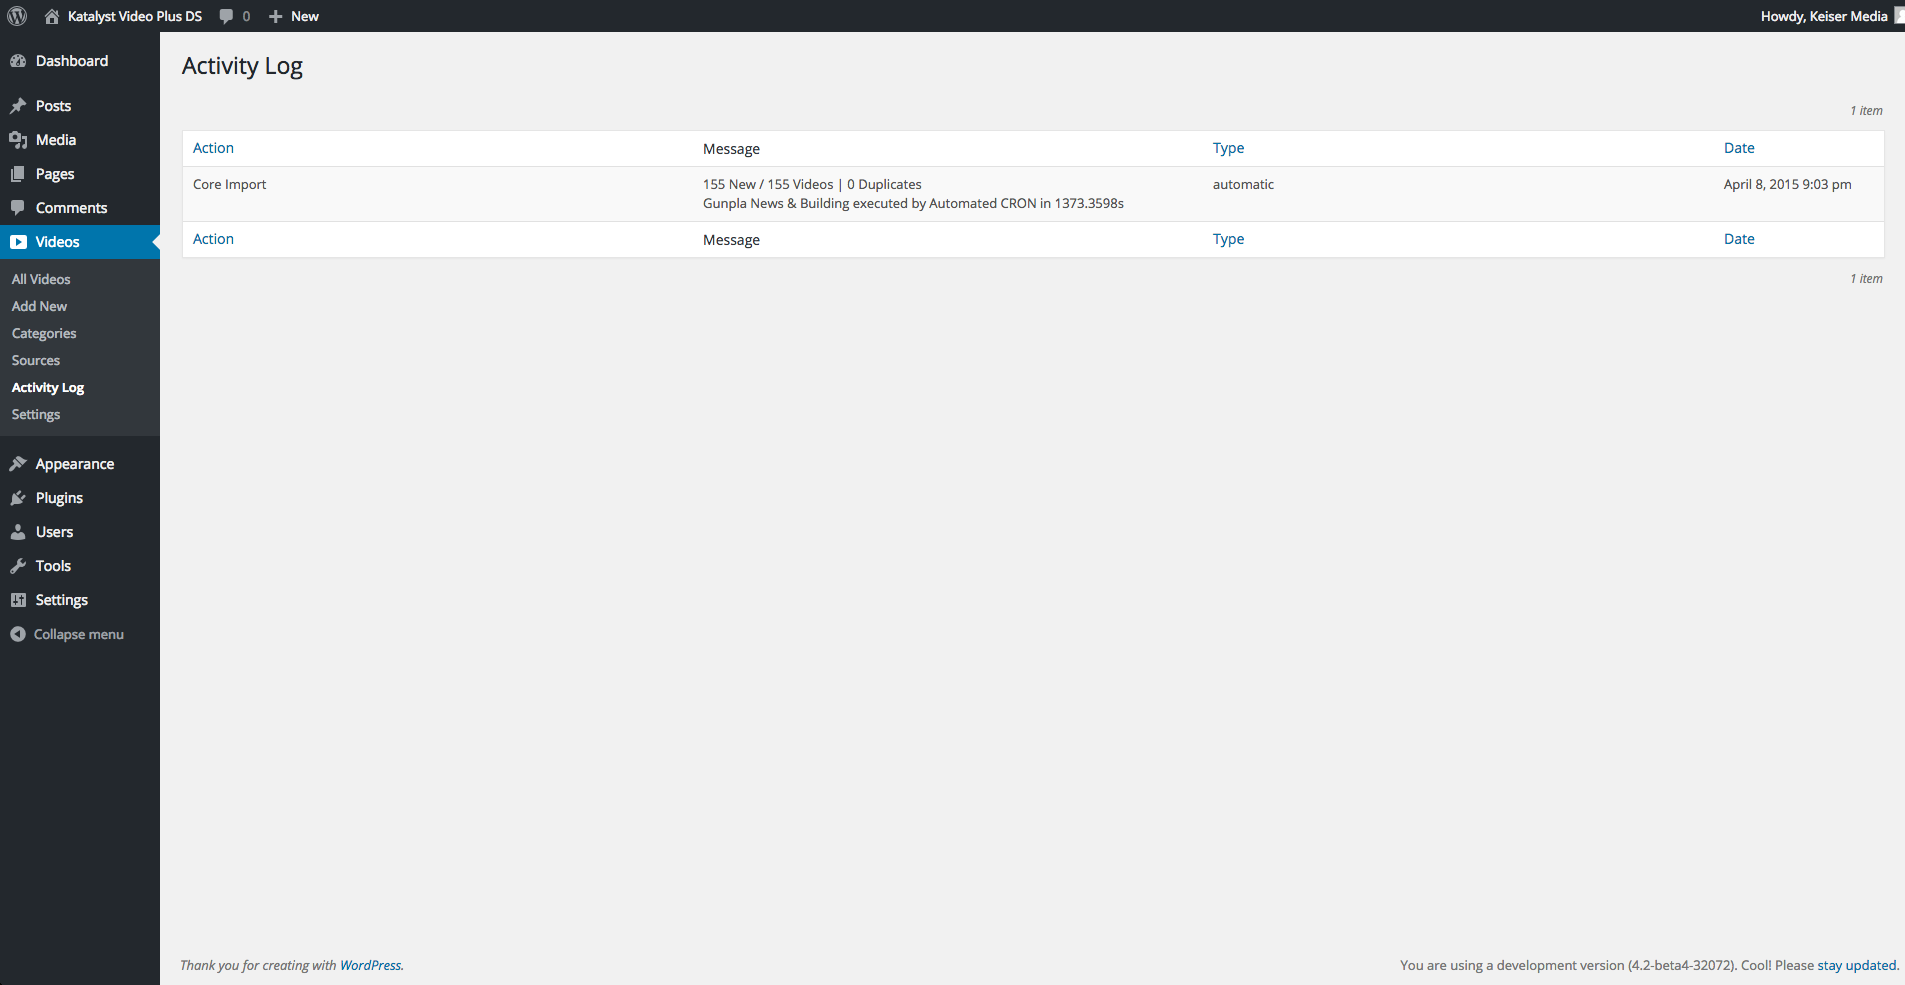 Katalyst Video Plus DS 0 New Howdy, Keiser Media
Dashboard
Posts
Media
Pages
Comments
Videos
All Videos
Add New
Categories
Sources
Activity Log
Settings
Appearance
Plugins
Users
Tools
Settings
Collapse menu
Activity Log
1 item
Action Message Type Date
Core Import 155 New / 155 Videos | 0 Duplicates automatic April 8, 2015 9:03 pm
Gunpla News & Building executed by Automated CRON in 1373.3598s
Action Message Type Date
1 item
Thank you for creating with WordPress. You are using a development version (4.2-beta4-32072). Cool! Please stay updated.